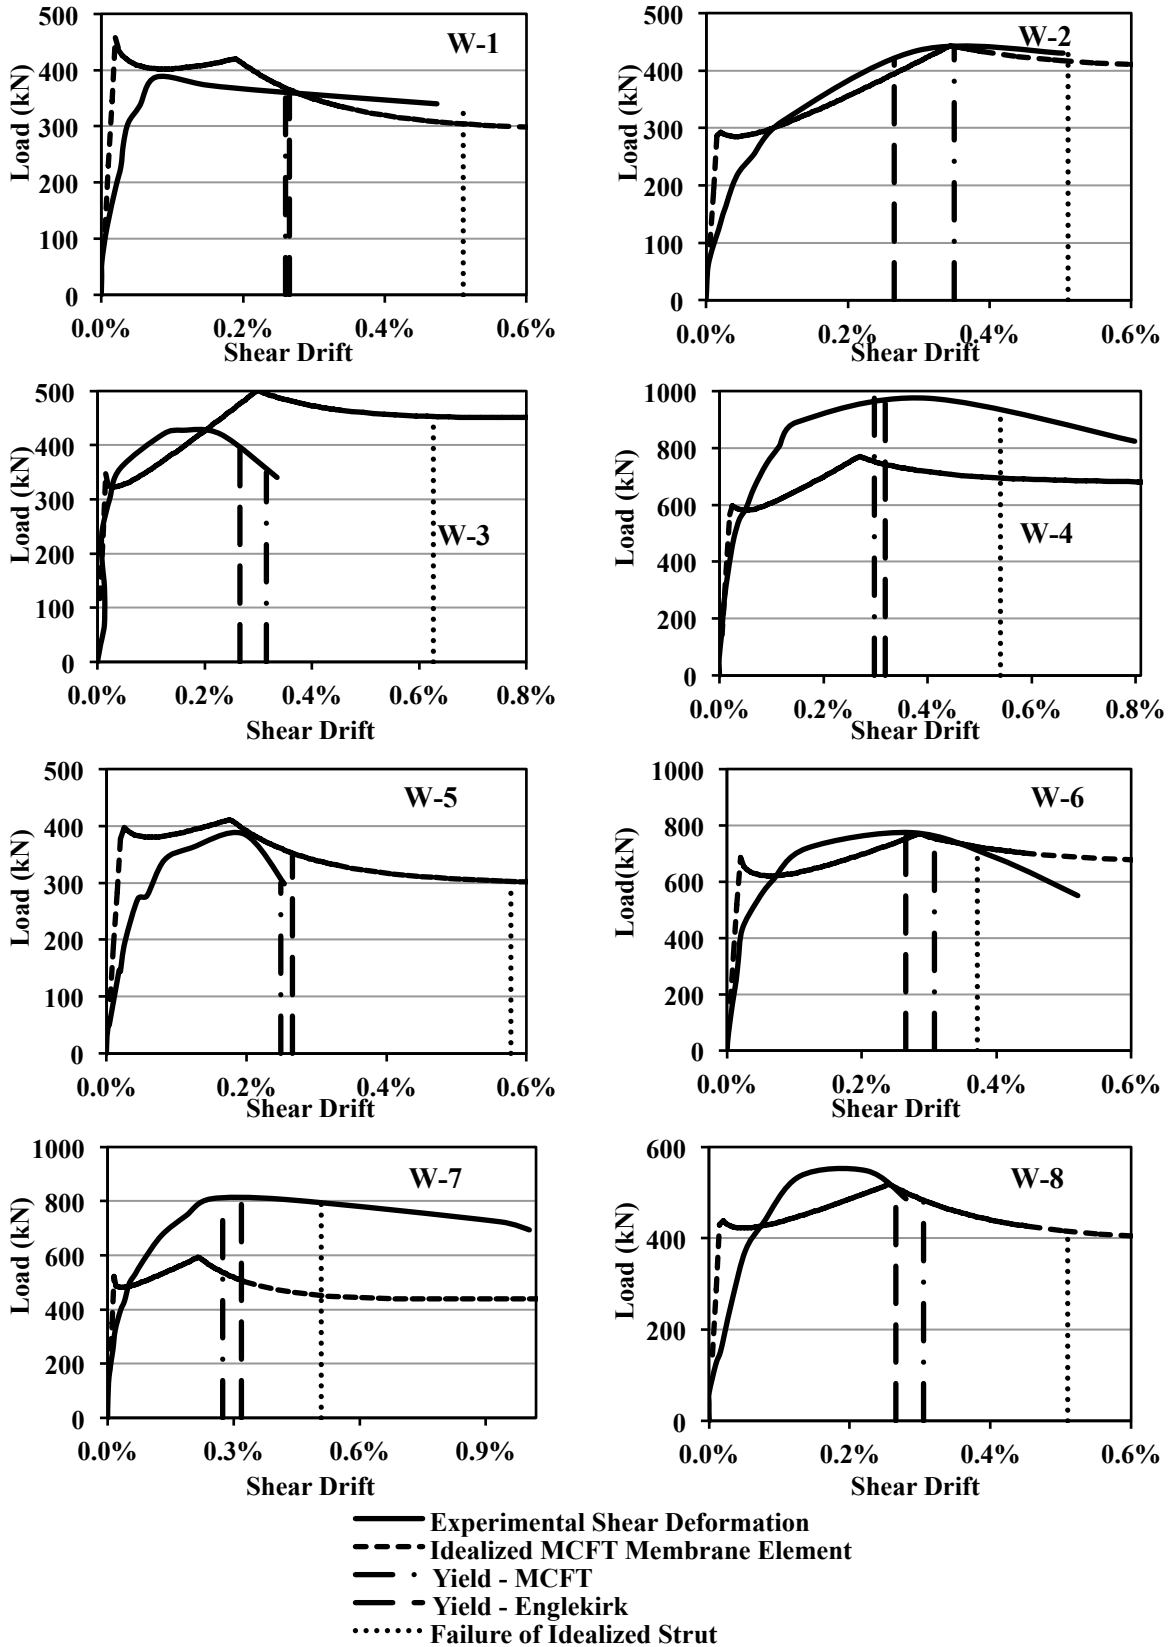 W-1
Load (kN)
500
400
300
200
100
0
0.0% 0.2% 0.4% 0.6%
Shear Drift
W-2
Load (kN)
500
400
300
200
100
0
0.0% 0.2% 0.4% 0.6%
Shear Drift
W-3
Load (kN)
500
400
300
200
100
0
0.0% 0.2% 0.4% 0.6% 0.8%
Shear Drift
W-4
Load (kN)
1000
800
600
400
200
0
0.0% 0.2% 0.4% 0.6% 0.8%
Shear Drift
W-5
Load (kN)
500
400
300
200
100
0
0.0% 0.2% 0.4% 0.6%
Shear Drift
W-6
Load(kN)
1000
800
600
400
200
0
0.0% 0.2% 0.4% 0.6%
Shear Drift
W-7
Load (kN)
1000
800
600
400
200
0
0.0% 0.3% 0.6% 0.9%
Shear Drift
W-8
Load (kN)
600
400
200
0
0.0% 0.2% 0.4% 0.6%
Shear Drift
Experimental Shear Deformation
Idealized MCFT Membrane Element
Yield - MCFT
Yield - Englekirk
Failure of Idealized Strut